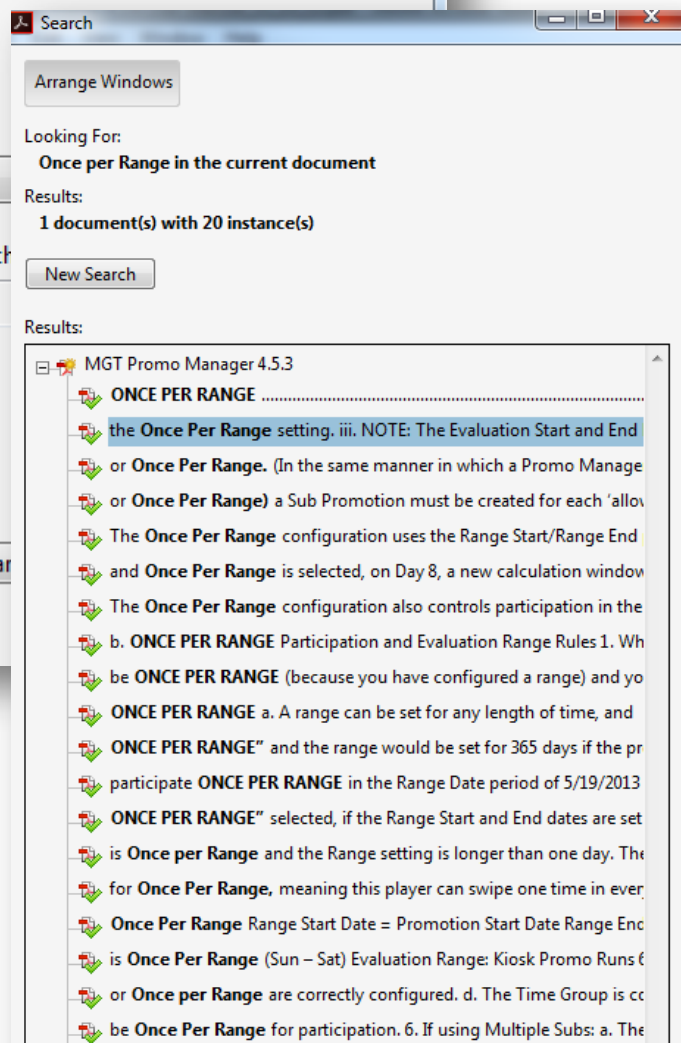 Search
Arrange Windows
Looking For:
Once per Range in the current document
Results:
1 document(s) with 20 instance(s)
New Search
Results:
MGT Promo Manager 4.5.3
ONCE PER RANGE ................................................................
the Once Per Range setting. iii. NOTE: The Evaluation Start and End
or Once Per Range. (In the same manner in which a Promo Manage
or Once Per Range) a Sub Promotion must be created for each ‘allow
The Once Per Range configuration uses the Range Start/Range End
and Once Per Range is selected, on Day 8, a new calculation window
The Once Per Range configuration also controls participation in the
b. ONCE PER RANGE Participation and Evaluation Range Rules 1. Wh
be ONCE PER RANGE (because you have configured a range) and yo
ONCE PER RANGE a. A range can be set for any length of time, and
ONCE PER RANGE” and the range would be set for 365 days if the pr
participate ONCE PER RANGE in the Range Date period of 5/19/2013
ONCE PER RANGE” selected, if the Range Start and End dates are set
is Once per Range and the Range setting is longer than one day. The
for Once Per Range, meaning this player can swipe one time in ever
Once Per Range Range Start Date = Promotion Start Date Range End
is Once Per Range (Sun – Sat) Evaluation Range: Kiosk Promo Runs 6
or Once per Range are correctly configured. d. The Time Group is co
be Once Per Range for participation. 6. If using Multiple Subs: a. The